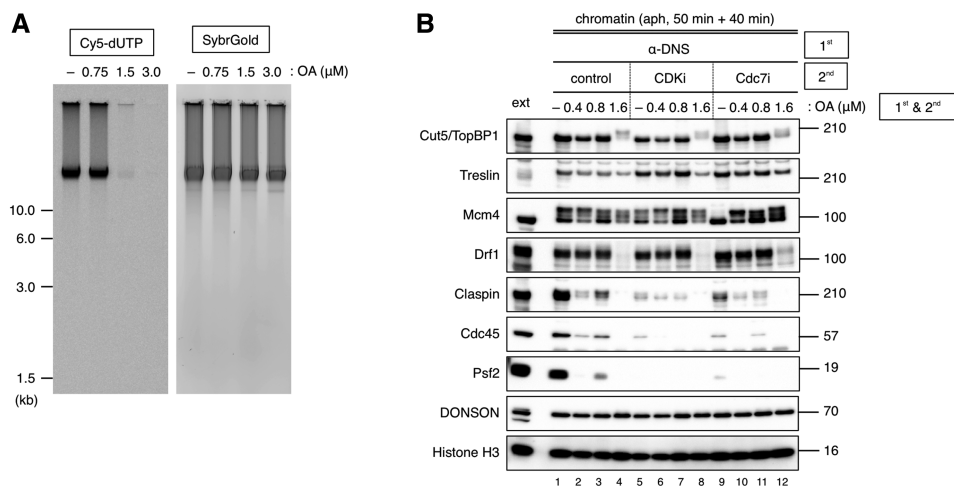 A
Cy5-dUTP
SybrGold
– 0.75 1.5 3.0
– 0.75 1.5 3.0 : OA (μM)
10.0
6.0
3.0
1.5
(kb)
B
chromatin (aph, 50 min + 40 min)
α-DNS
1st
control CDKi Cdc7i
2nd
ext – 0.4 0.8 1.6 – 0.4 0.8 1.6 – 0.4 0.8 1.6 : OA (μM)
1st & 2nd
Cut5/TopBP1 210
Treslin 210
Mcm4 100
Drf1 100
Claspin 210
Cdc45 57
Psf2 19
DONSON 70
Histone H3 16
1 2 3 4 5 6 7 8 9 10 11 12